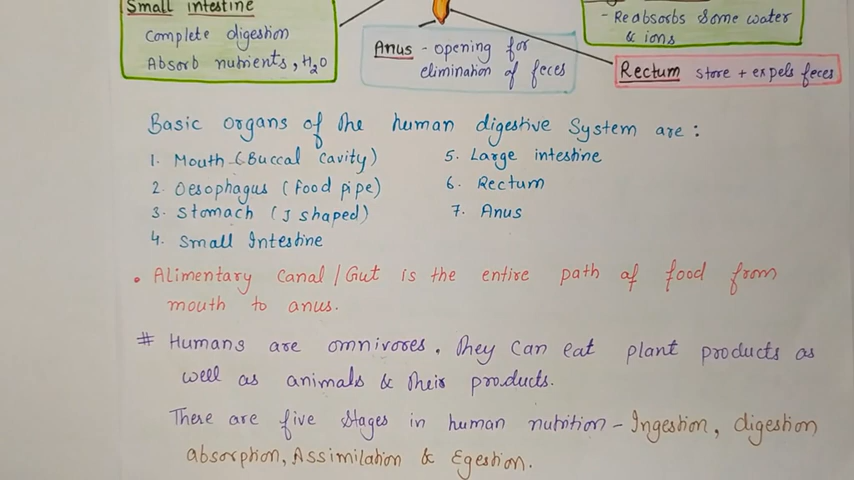 Small intestine
Complete digestion
Absorb nutrients, H2O
Anus - opening for
elimination of feces
- Reabsorbs some water
& ions
Rectum store + expels feces
Basic organs of the human digestive System are :
1. Mouth - (Buccal cavity)
2. Oesophagus (food pipe)
3. Stomach (J shaped)
4. Small Intestine
5. Large intestine
6. Rectum
7. Anus
• Alimentary canal / Gut is the entire path of food from
mouth to anus.
# Humans are omnivores. They can eat plant products as
well as animals & their products.
There are five stages in human nutrition - Ingestion, digestion
absorption, Assimilation & Egestion.